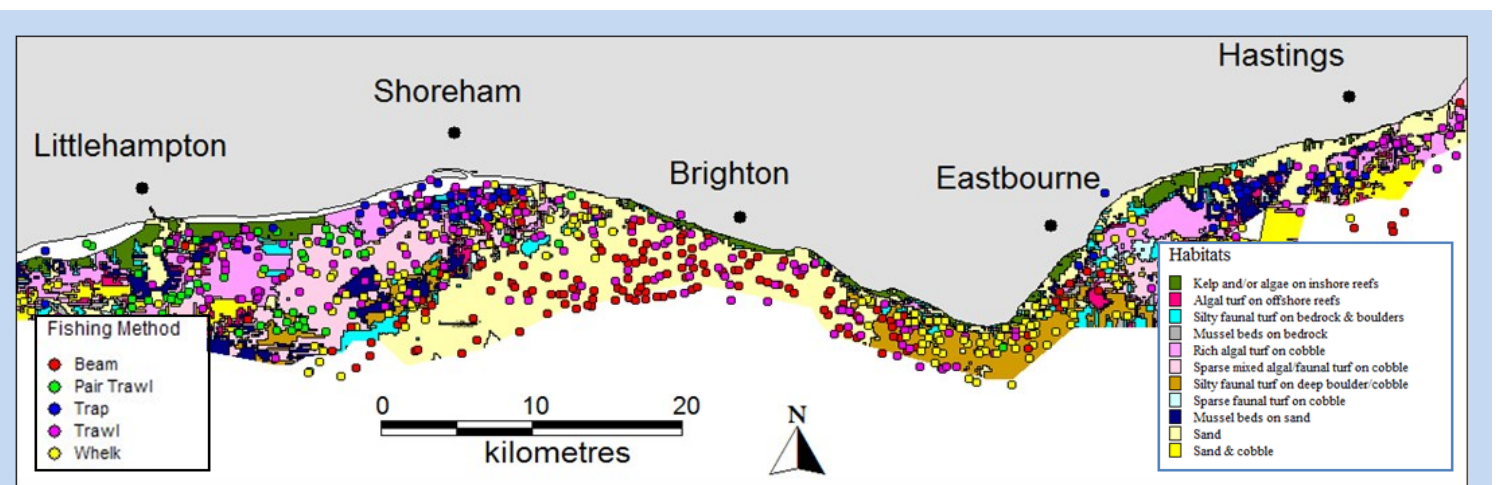 Hastings
Shoreham
Littlehampton
Brighton
Eastbourne
Habitats
Kelp and/or algae on inshore reefs
Algal turf on offshore reefs
Silty faunal turf on bedrock & boulders
Mussel beds on bedrock
Rich algal turf on cobble
Sparse mixed algal/faunal turf on cobble
Silty faunal turf on deep boulder/cobble
Sparse faunal turf on cobble
Mussel beds on sand
Sand
Sand & cobble
Fishing Method
Beam
Pair Trawl
Trap
Trawl
Whelk
0 10 20
kilometres
N